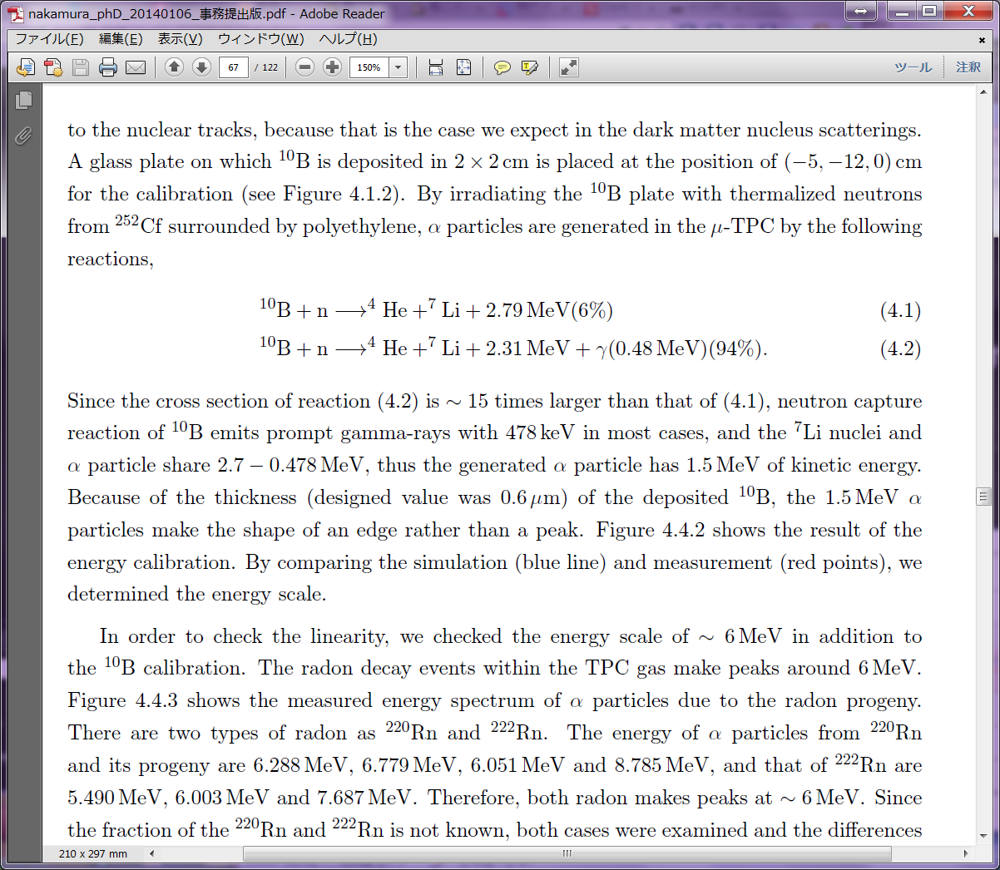 nakamura_phD_20140106_事務提出版.pdf - Adobe Reader
ファイル(F) 編集(E) 表示(V) ウィンドウ(W) ヘルプ(H)
67 / 122 150% ツール 注釈
to the nuclear tracks, because that is the case we expect in the dark matter nucleus scatterings.
A glass plate on which ¹⁰B is deposited in 2 × 2 cm is placed at the position of (−5, −12, 0) cm
for the calibration (see Figure 4.1.2). By irradiating the ¹⁰B plate with thermalized neutrons
from ²⁵²Cf surrounded by polyethylene, α particles are generated in the μ-TPC by the following
reactions,
¹⁰B + n ⟶⁴ He +⁷ Li + 2.79 MeV(6%) (4.1)
¹⁰B + n ⟶⁴ He +⁷ Li + 2.31 MeV + γ(0.48 MeV)(94%). (4.2)
Since the cross section of reaction (4.2) is ∼ 15 times larger than that of (4.1), neutron capture
reaction of ¹⁰B emits prompt gamma-rays with 478 keV in most cases, and the ⁷Li nuclei and
α particle share 2.7 − 0.478 MeV, thus the generated α particle has 1.5 MeV of kinetic energy.
Because of the thickness (designed value was 0.6 μm) of the deposited ¹⁰B, the 1.5 MeV α
particles make the shape of an edge rather than a peak. Figure 4.4.2 shows the result of the
energy calibration. By comparing the simulation (blue line) and measurement (red points), we
determined the energy scale.
In order to check the linearity, we checked the energy scale of ∼ 6 MeV in addition to
the ¹⁰B calibration. The radon decay events within the TPC gas make peaks around 6 MeV.
Figure 4.4.3 shows the measured energy spectrum of α particles due to the radon progeny.
There are two types of radon as ²²⁰Rn and ²²²Rn. The energy of α particles from ²²⁰Rn
and its progeny are 6.288 MeV, 6.779 MeV, 6.051 MeV and 8.785 MeV, and that of ²²²Rn are
5.490 MeV, 6.003 MeV and 7.687 MeV. Therefore, both radon makes peaks at ∼ 6 MeV. Since
the fraction of the ²²⁰Rn and ²²²Rn is not known, both cases were examined and the differences
210 x 297 mm